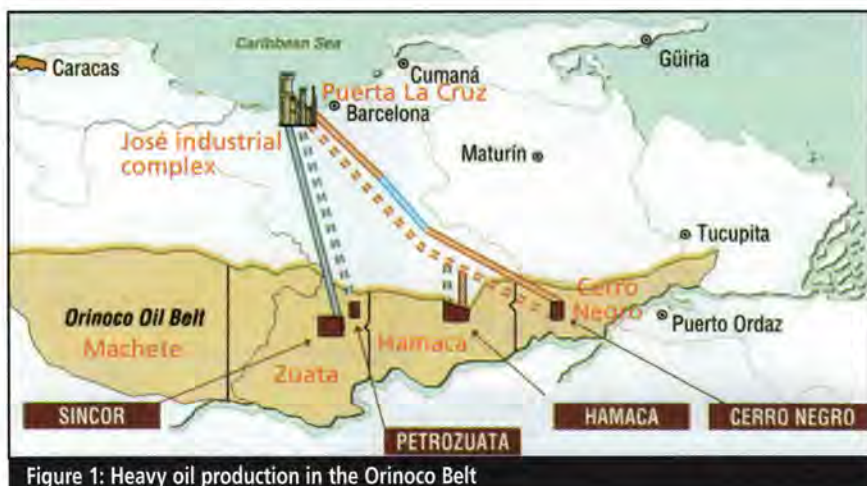 Caribbean Sea
Caracas
Cumaná
Güiria
Puerta La Cruz
Barcelona
José industrial
complex
Maturín
Tucupita
Orinoco Oil Belt
Machete
Zuata
Hamaca
Cerro
Negro
Puerto Ordaz
SINCOR
PETROZUATA
HAMACA
CERRO NEGRO
Figure 1: Heavy oil production in the Orinoco Belt